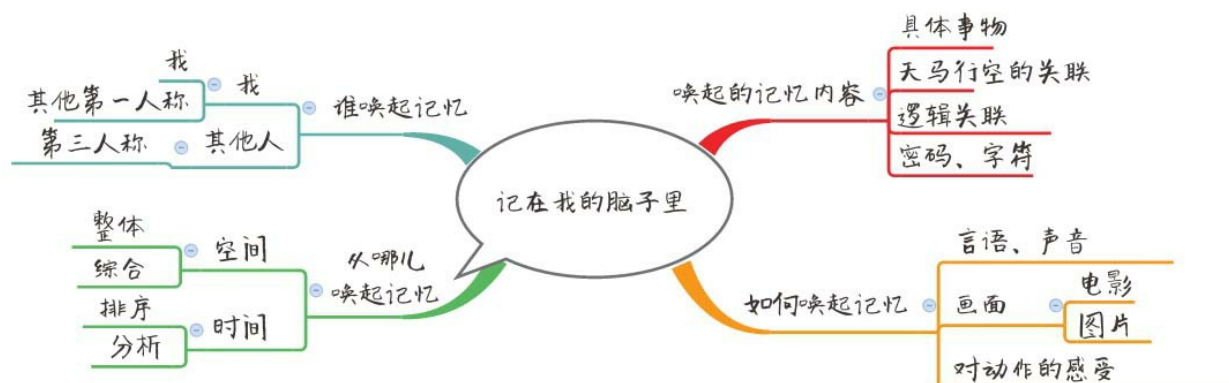 记在我的脑子里
谁唤起记忆
我
我
其他第一人称
其他人
第三人称
从哪儿
唤起记忆
空间
整体
综合
时间
排序
分析
唤起的记忆内容
具体事物
天马行空的关联
逻辑关联
密码、字符
如何唤起记忆
言语、声音
画面
电影
图片
对动作的感受